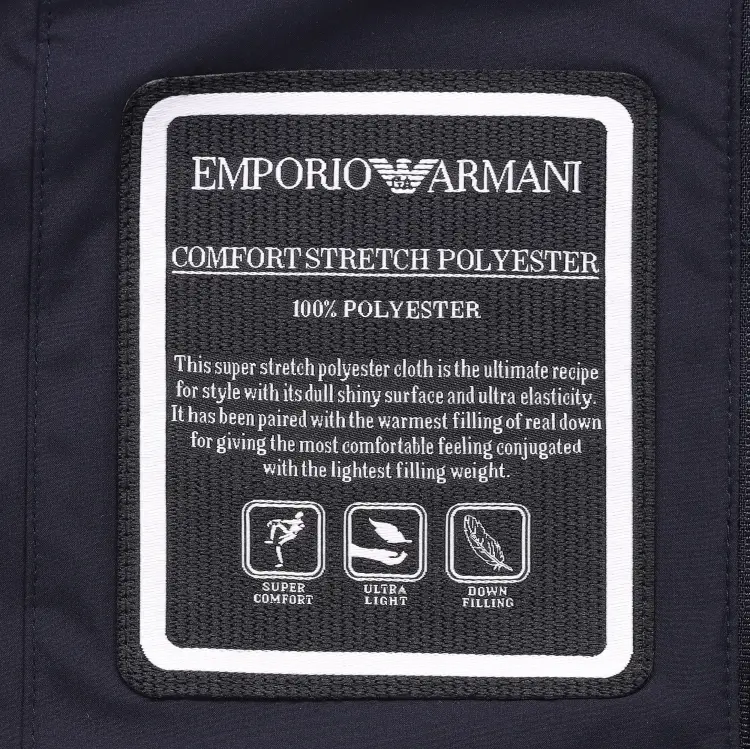 EMPORIO ARMANI
COMFORT STRETCH POLYESTER
100% POLYESTER
This super stretch polyester cloth is the ultimate recipe
for style with its dull shiny surface and ultra elasticity.
It has been paired with the warmest filling of real down
for giving the most comfortable feeling conjugated
with the lightest filling weight.
SUPER COMFORT
ULTRA LIGHT
DOWN FILLING